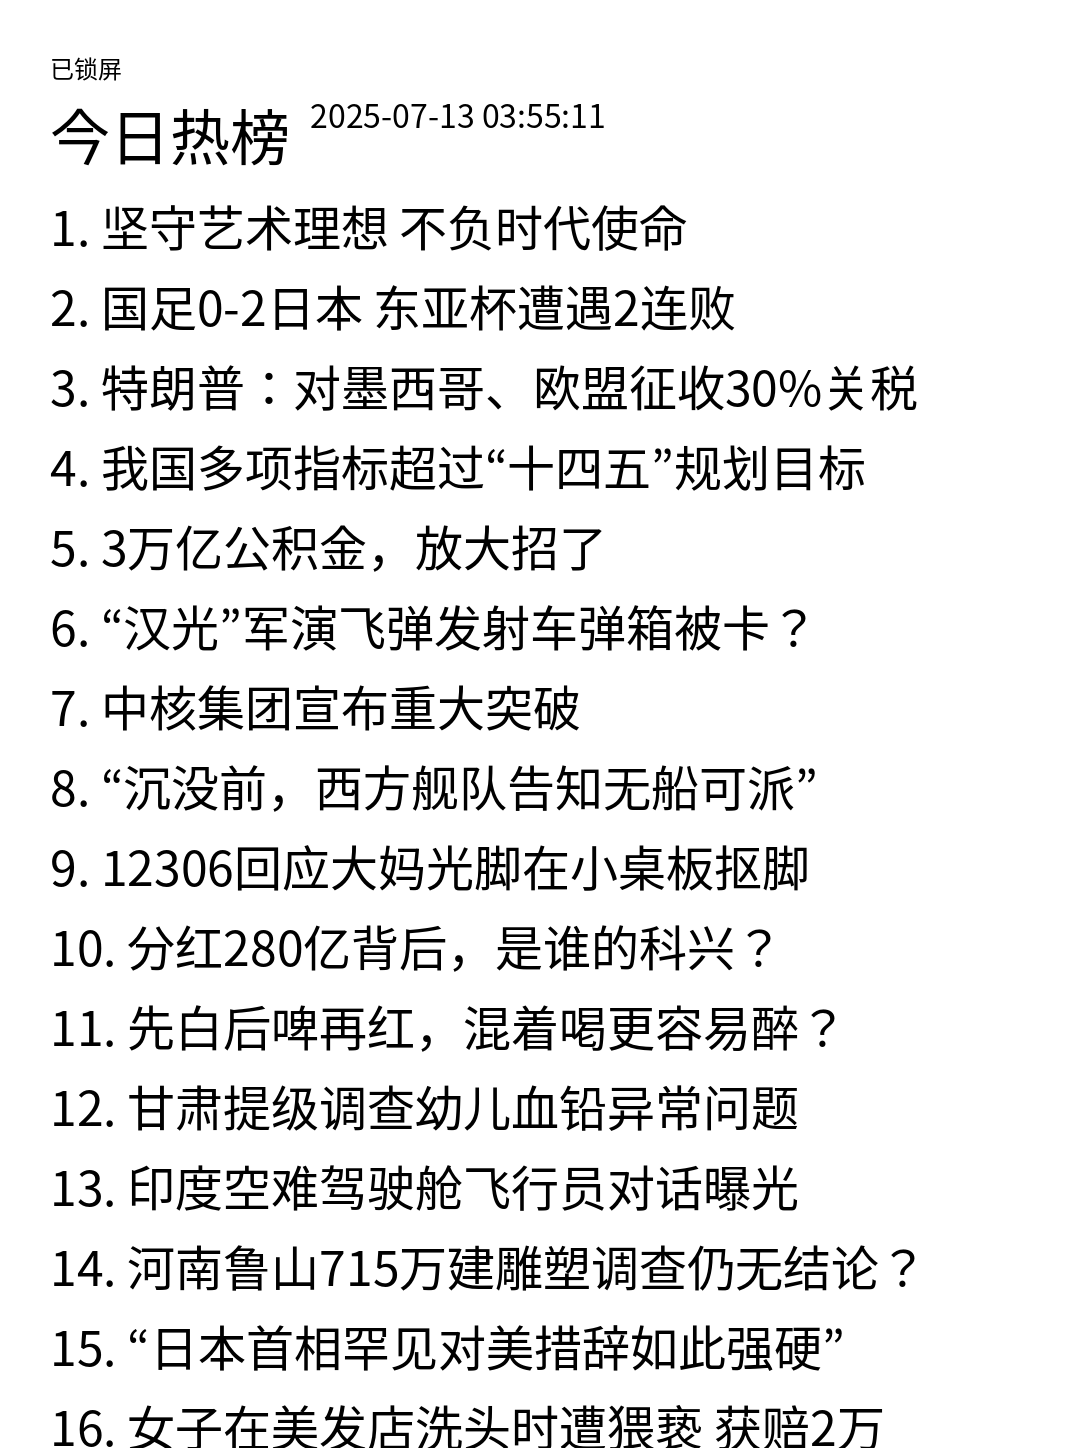 已锁屏
今日热榜 2025-07-13 03:55:11
1. 坚守艺术理想 不负时代使命
2. 国足0-2日本 东亚杯遭遇2连败
3. 特朗普：对墨西哥、欧盟征收30%关税
4. 我国多项指标超过“十四五”规划目标
5. 3万亿公积金，放大招了
6. “汉光”军演飞弹发射车弹箱被卡？
7. 中核集团宣布重大突破
8. “沉没前，西方舰队告知无船可派”
9. 12306回应大妈光脚在小桌板抠脚
10. 分红280亿背后，是谁的科兴？
11. 先白后啤再红，混着喝更容易醉？
12. 甘肃提级调查幼儿血铅异常问题
13. 印度空难驾驶舱飞行员对话曝光
14. 河南鲁山715万建雕塑调查仍无结论？
15. “日本首相罕见对美措辞如此强硬”
16. 女子在美发店洗头时遭猥亵 获赔2万